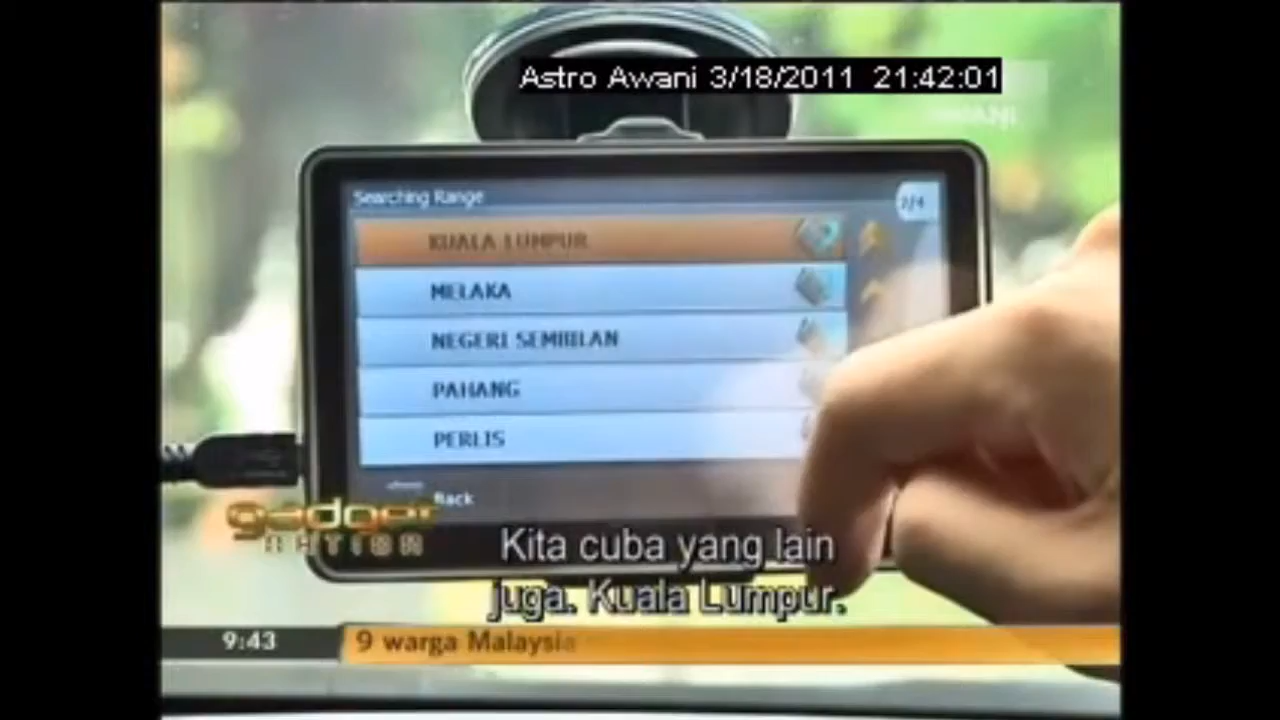 Astro Awani 3/18/2011 21:42:01
Searching Range
2/4
KUALA LUMPUR
MELAKA
NEGERI SEMBILAN
PAHANG
PERLIS
Back
gadget
NATION
Kita cuba yang lain
juga. Kuala Lumpur.
9:43
9 warga Malaysia